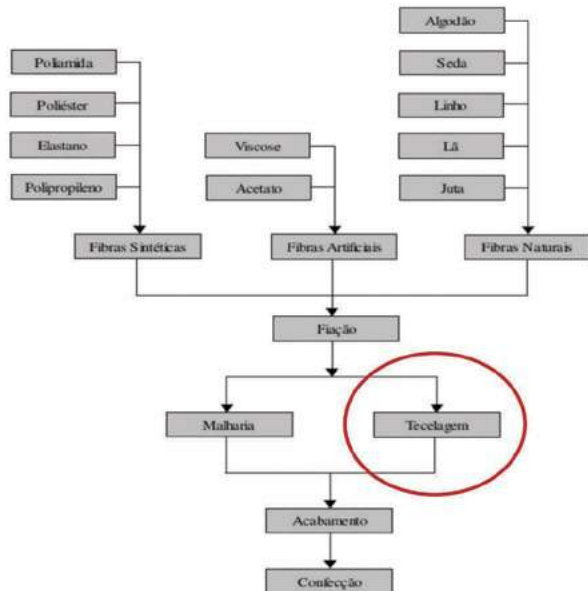 Algodão
Poliamida
Seda
Poliéster
Linho
Elastano
Viscose
Lã
Polipropileno
Acetato
Juta
Fibras Sintéticas
Fibras Artificiais
Fibras Naturais
Fiação
Malharia
Tecelagem
Acabamento
Confecção